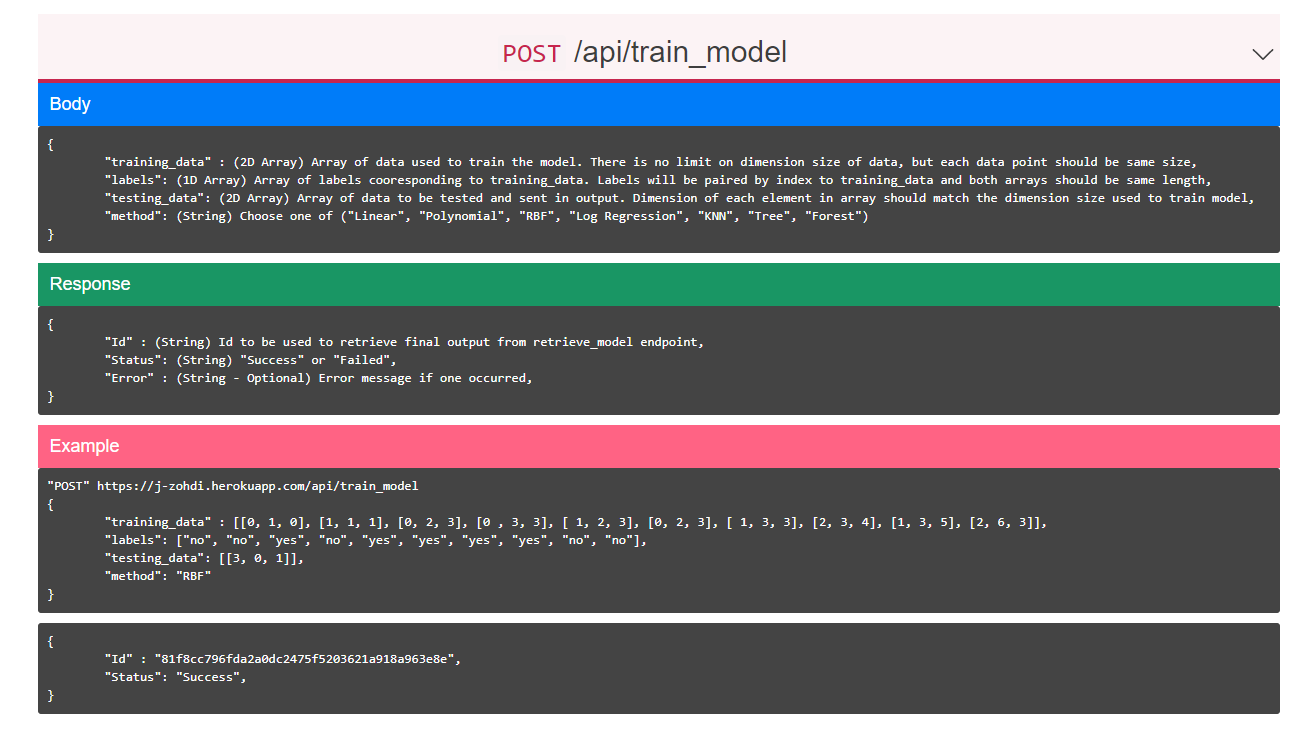 POST /api/train_model
Body
{
"training_data" : (2D Array) Array of data used to train the model. There is no limit on dimension size of data, but each data point should be same size,
"labels": (1D Array) Array of labels cooresponding to training_data. Labels will be paired by index to training_data and both arrays should be same length,
"testing_data": (2D Array) Array of data to be tested and sent in output. Dimension of each element in array should match the dimension size used to train model,
"method": (String) Choose one of ("Linear", "Polynomial", "RBF", "Log Regression", "KNN", "Tree", "Forest")
}
Response
{
"Id" : (String) Id to be used to retrieve final output from retrieve_model endpoint,
"Status": (String) "Success" or "Failed",
"Error" : (String - Optional) Error message if one occurred,
}
Example
"POST" https://j-zohdi.herokuapp.com/api/train_model
{
"training_data" : [[0, 1, 0], [1, 1, 1], [0, 2, 3], [0 , 3, 3], [ 1, 2, 3], [0, 2, 3], [ 1, 3, 3], [2, 3, 4], [1, 3, 5], [2, 6, 3]],
"labels": ["no", "no", "yes", "no", "yes", "yes", "yes", "yes", "no", "no"],
"testing_data": [[3, 0, 1]],
"method": "RBF"
}
{
"Id" : "81f8cc796fda2a0dc2475f5203621a918a963e8e",
"Status": "Success",
}